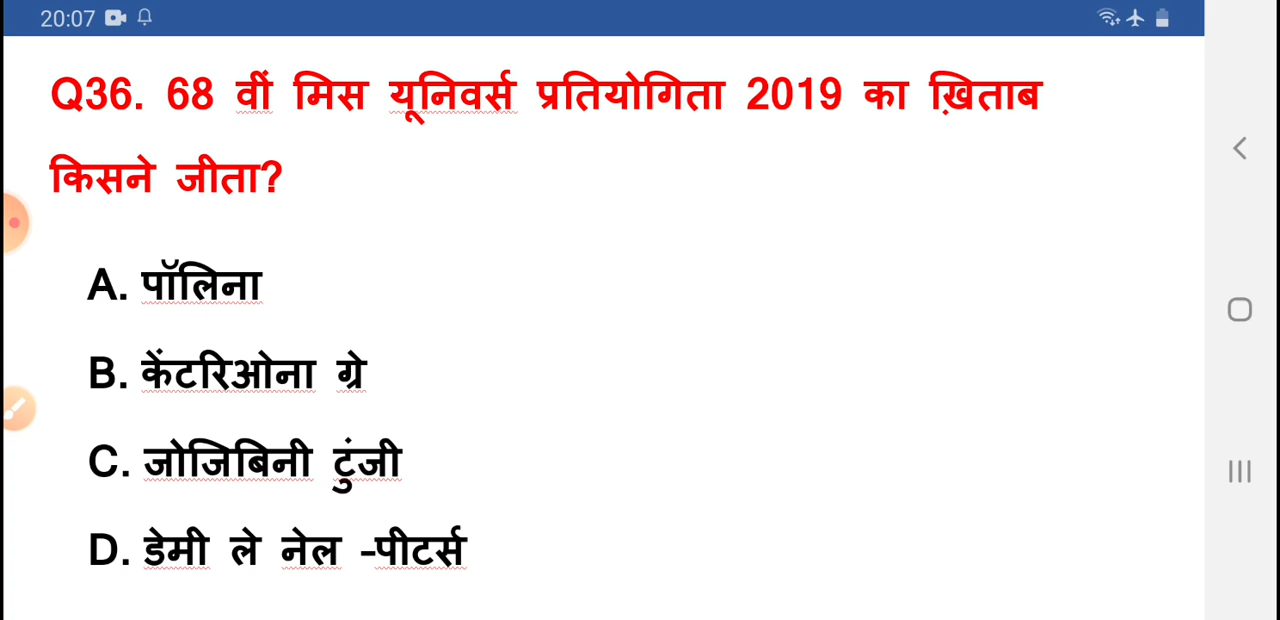 20:07
Q36. 68 वीं मिस यूनिवर्स प्रतियोगिता 2019 का ख़िताब
किसने जीता?
A. पॉलिना
B. केंटरिओना ग्रे
C. जोजिबिनी टुंजी
D. डेमी ले नेल -पीटर्स